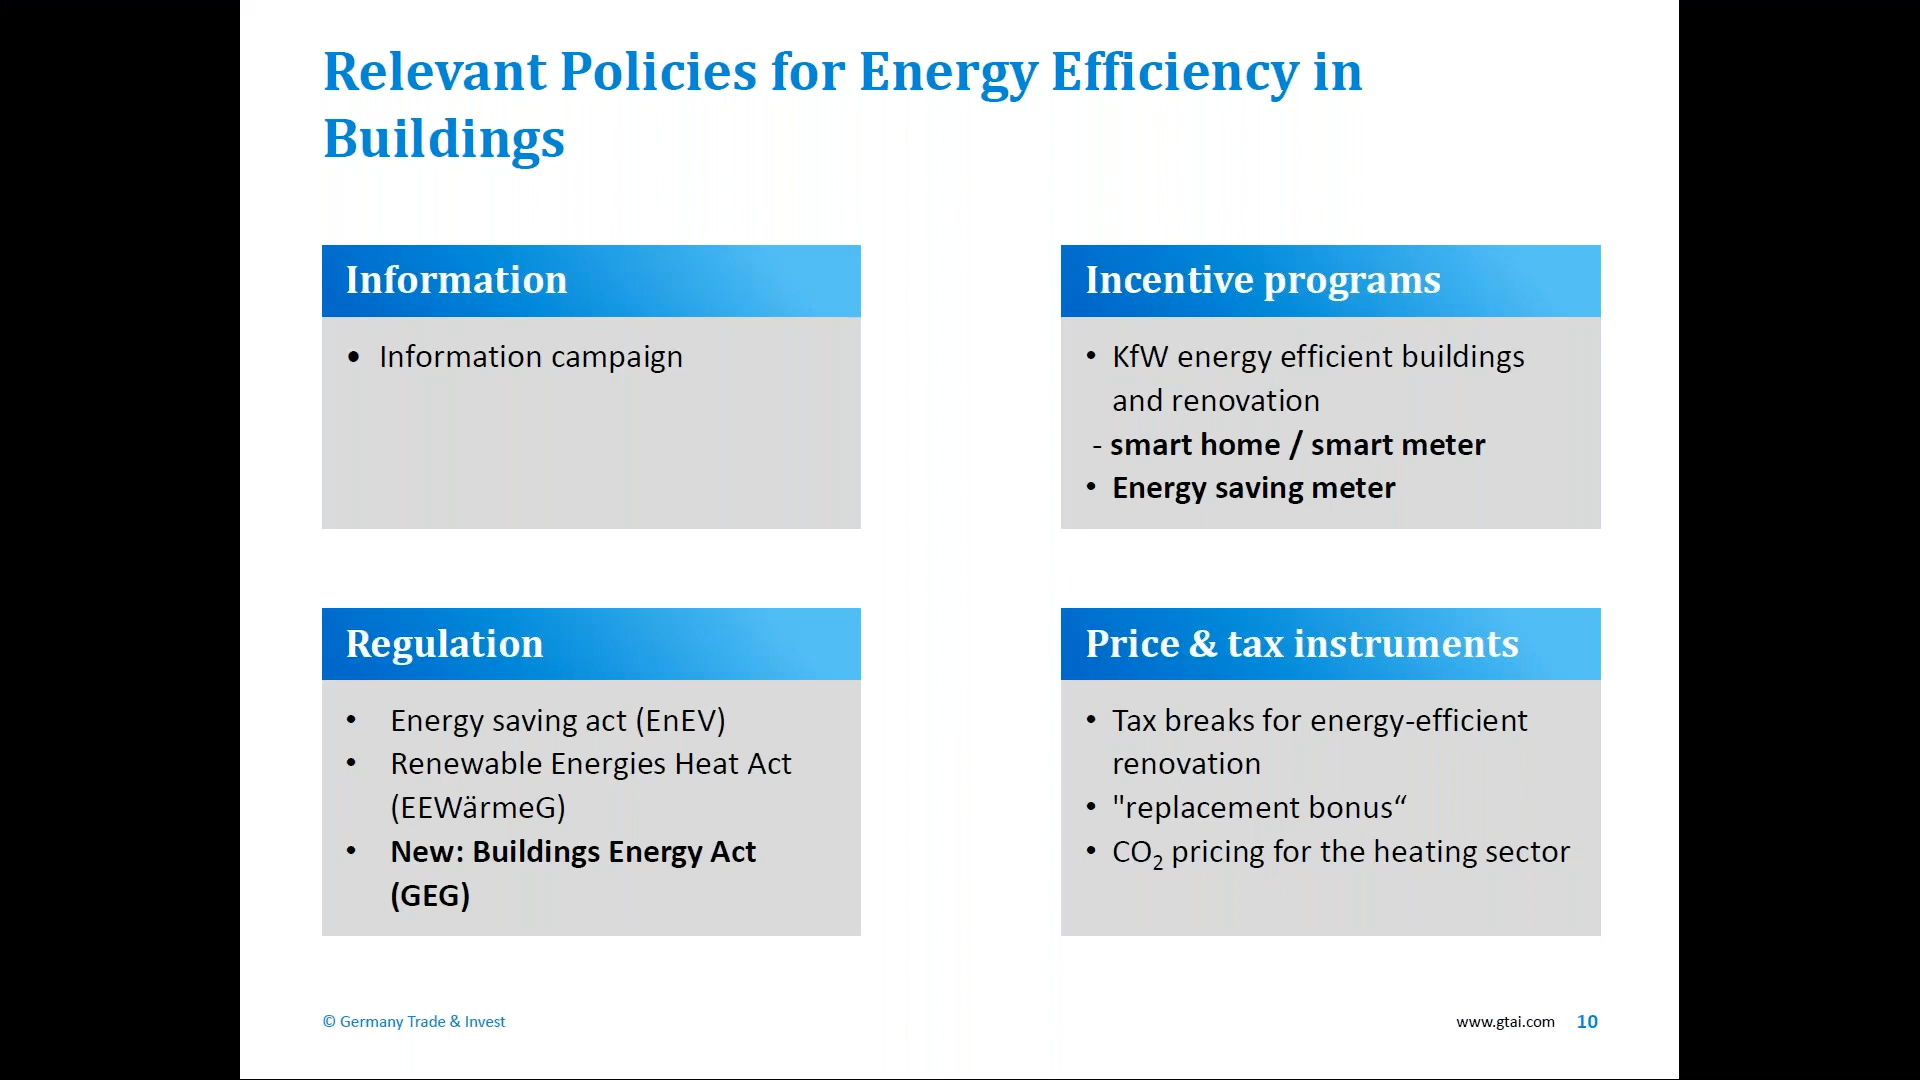 Relevant Policies for Energy Efficiency in
Buildings
Information
• Information campaign
Incentive programs
• KfW energy efficient buildings
and renovation
- smart home / smart meter
• Energy saving meter
Regulation
• Energy saving act (EnEV)
• Renewable Energies Heat Act
(EEWärmeG)
• New: Buildings Energy Act
(GEG)
Price & tax instruments
• Tax breaks for energy-efficient
renovation
• "replacement bonus“
• CO₂ pricing for the heating sector
© Germany Trade & Invest
www.gtai.com 10